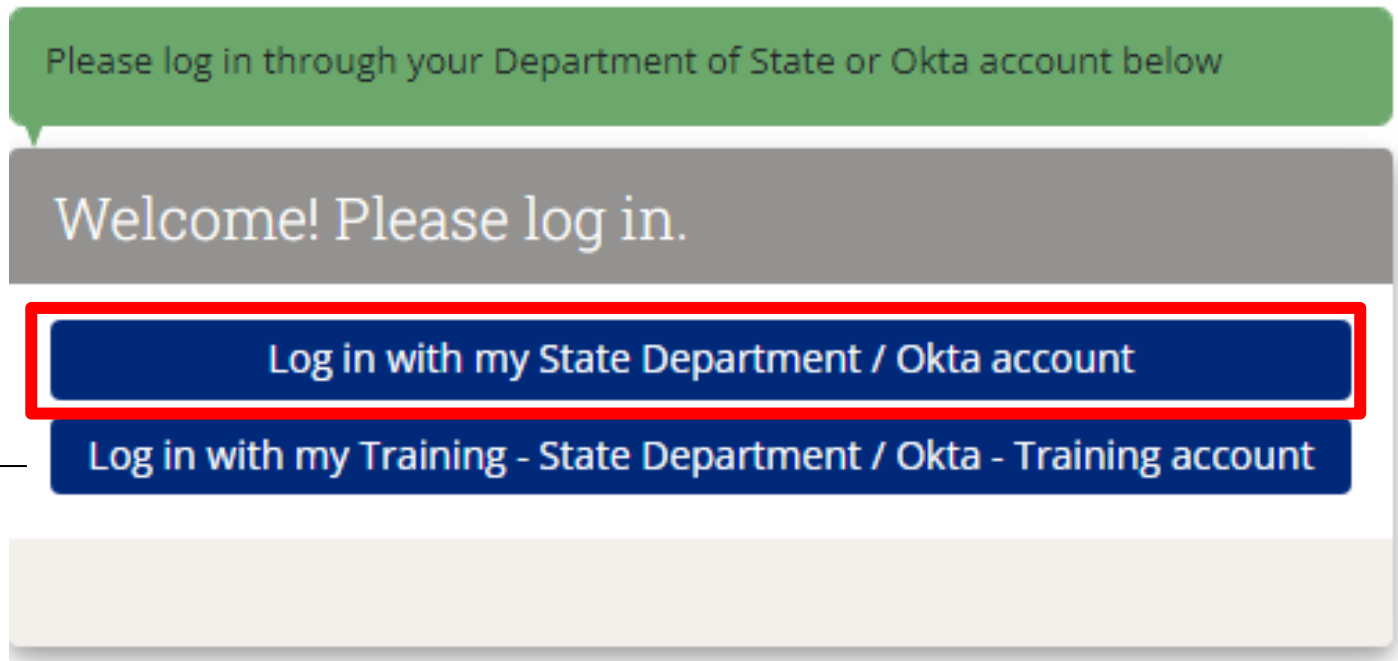 Please log in through your Department of State or Okta account below
Welcome! Please log in.
Log in with my State Department / Okta account
Log in with my Training - State Department / Okta - Training account